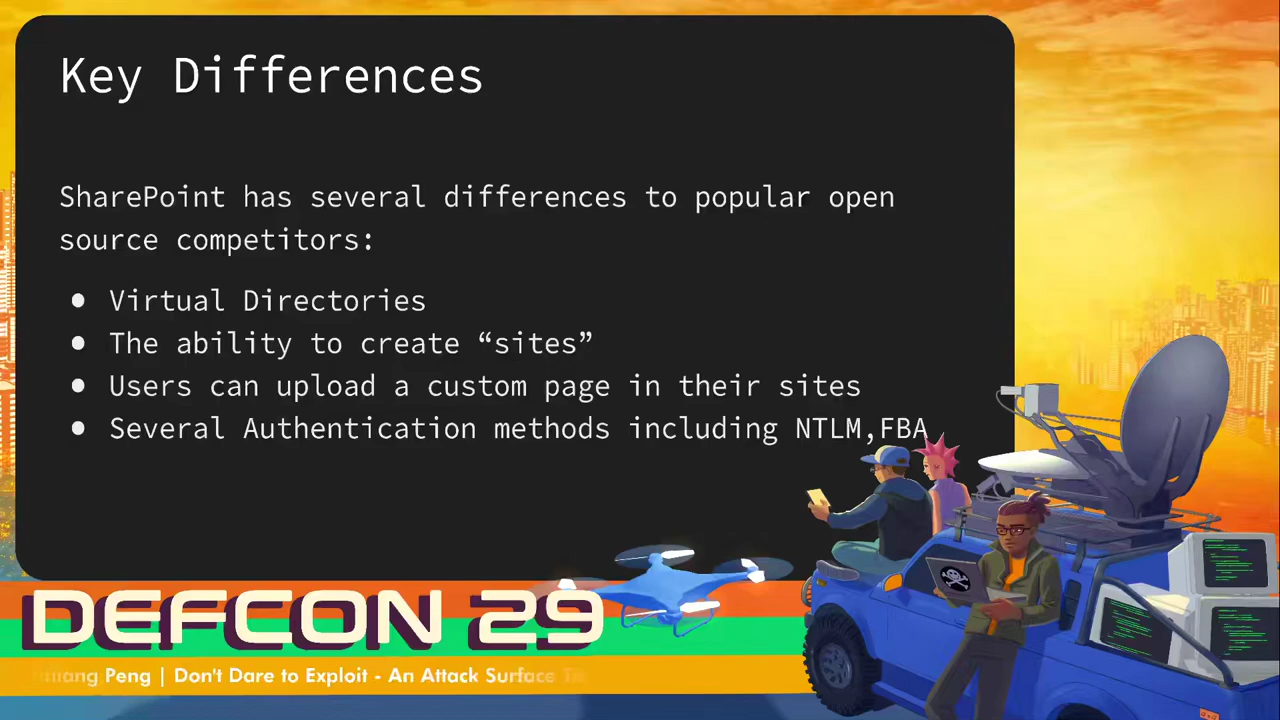 Key Differences
SharePoint has several differences to popular open
source competitors:
● Virtual Directories
● The ability to create “sites”
● Users can upload a custom page in their sites
● Several Authentication methods including NTLM,FBA
DEFCON 29
Peng | Don't Dare to Exploit - An Attack Surface